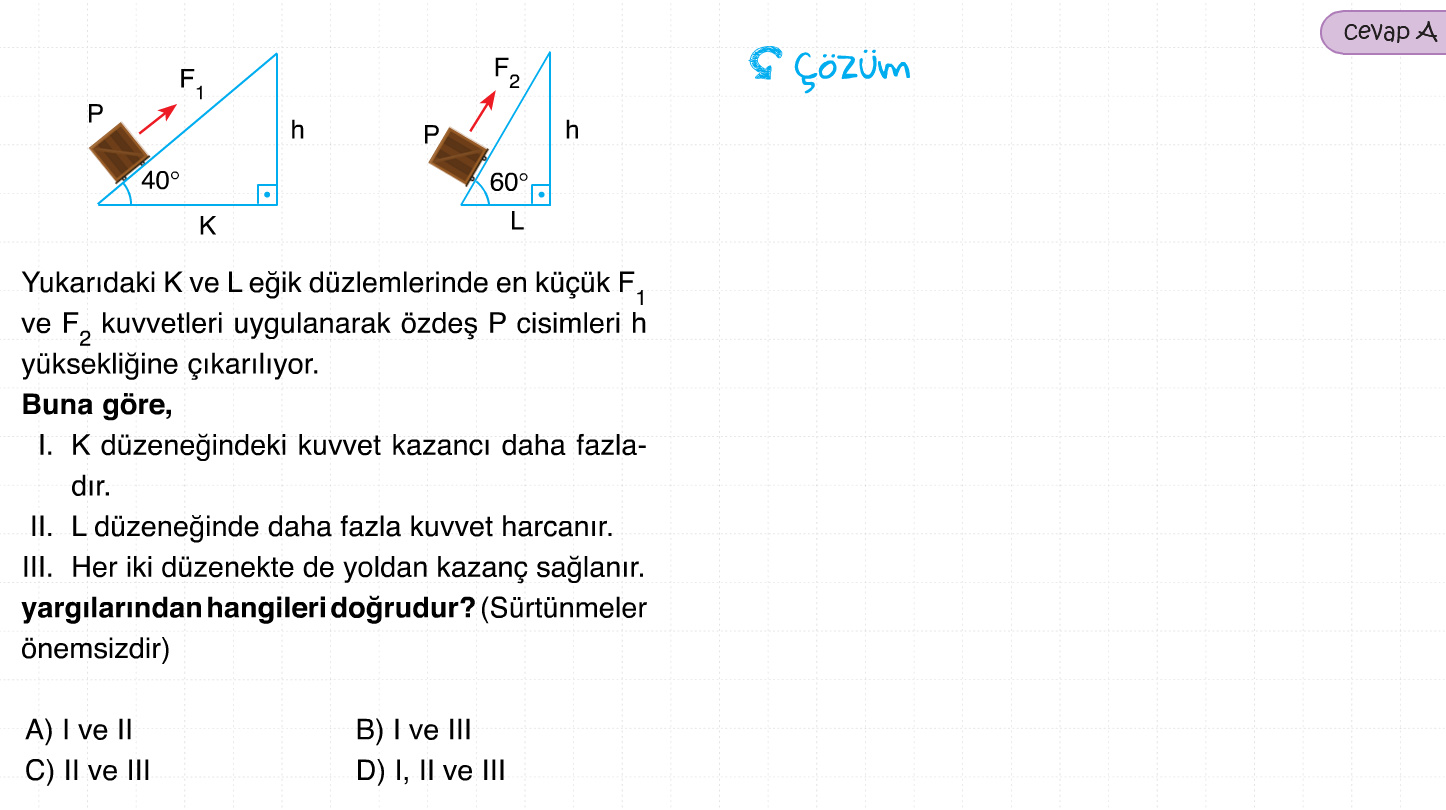 cevap A
Çözüm
F1
P
h
40°
K
F2
P
h
60°
L
Yukarıdaki K ve L eğik düzlemlerinde en küçük F1
ve F2 kuvvetleri uygulanarak özdeş P cisimleri h
yüksekliğine çıkarılıyor.
Buna göre,
I. K düzeneğindeki kuvvet kazancı daha fazla-
dır.
II. L düzeneğinde daha fazla kuvvet harcanır.
III. Her iki düzenekte de yoldan kazanç sağlanır.
yargılarından hangileri doğrudur? (Sürtünmeler
önemsizdir)
A) I ve II B) I ve III
C) II ve III D) I, II ve III